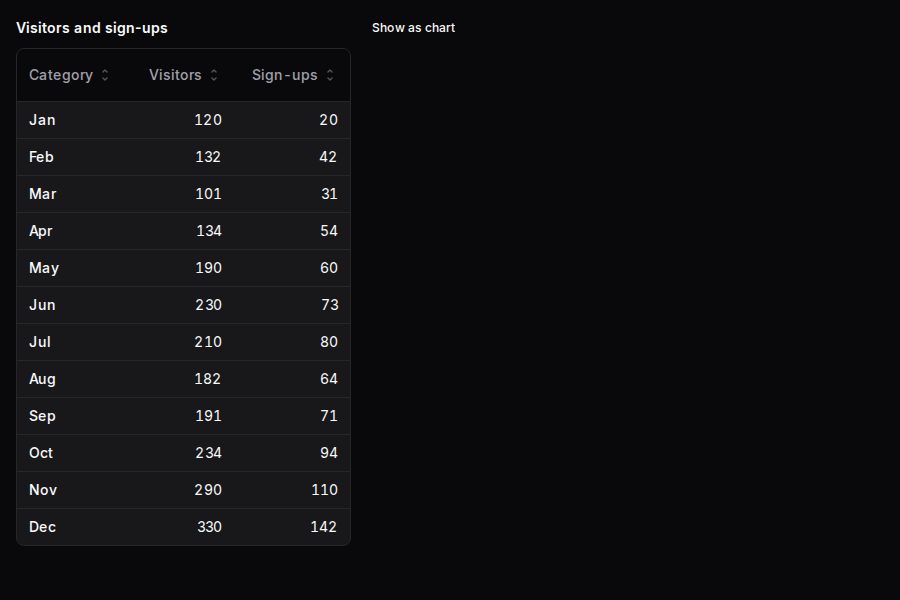 Visitors and sign-ups
Show as chart
Category Visitors Sign-ups
Jan 120 20
Feb 132 42
Mar 101 31
Apr 134 54
May 190 60
Jun 230 73
Jul 210 80
Aug 182 64
Sep 191 71
Oct 234 94
Nov 290 110
Dec 330 142